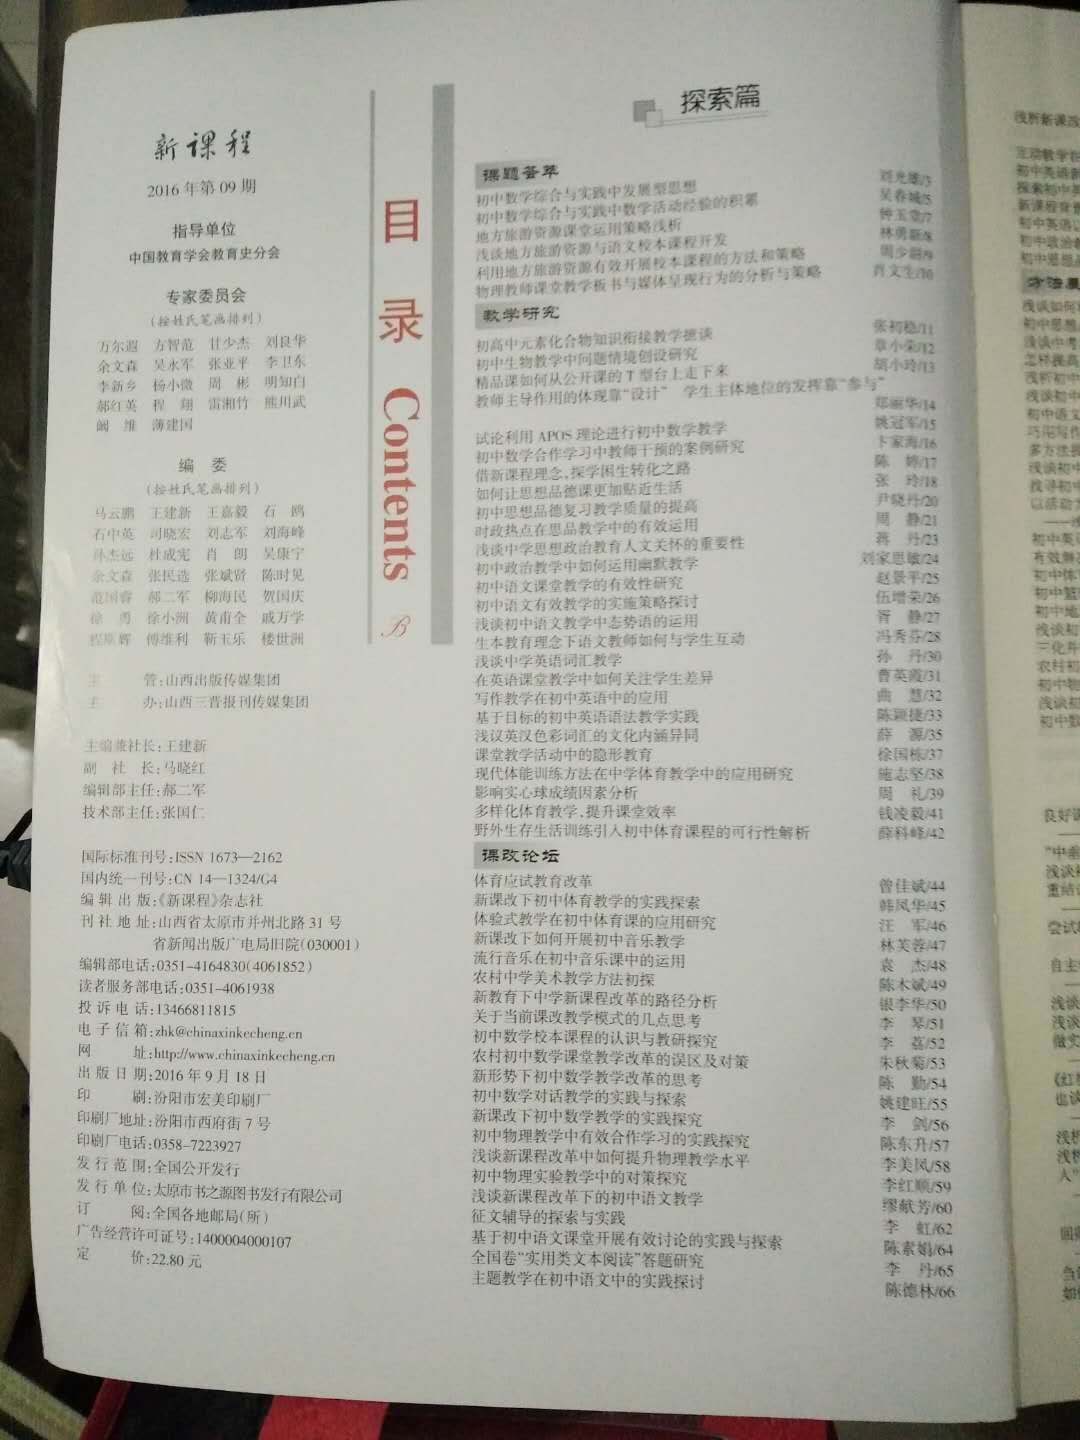 新课程
2016年第09期
指导单位
中国教育学会教育史分会
专家委员会
(按姓氏笔画排列)
万尔遐 方智范 甘少杰 刘良华
余文森 吴永军 张亚平 李卫东
李新乡 杨小微 周彬 明知白
郝红英 程翔 雷湘竹 熊川武
阚维 薄建国
编委
(按姓氏笔画排列)
马云鹏 王建新 王嘉毅 石鸥
石中英 司晓宏 刘志军 刘海峰
孙杰远 杜成宪 肖朗 吴康宁
余文森 张民选 张斌贤 陈时见
范国睿 郝二军 柳海民 贺国庆
徐勇 徐小洲 黄甫全 戚万学
程斯辉 傅维利 靳玉乐 楼世洲
主管:山西出版传媒集团
主办:山西三晋报刊传媒集团
主编兼社长:王建新
副社长:马晓红
编辑部主任:郝二军
技术部主任:张国仁
国际标准刊号:ISSN 1673—2162
国内统一刊号:CN 14—1324/G4
编辑出版:《新课程》杂志社
刊社地址:山西省太原市并州北路31号
省新闻出版广电局旧院(030001)
编辑部电话:0351-4164830(4061852)
读者服务部电话:0351-4061938
投诉电话:13466811815
电子信箱:zhk@chinaxinkecheng.cn
网址:http://www.chinaxinkecheng.cn
出版日期:2016年9月18日
印刷:汾阳市宏美印刷厂
印刷厂地址:汾阳市西府街7号
印刷厂电话:0358-7223927
发行范围:全国公开发行
发行单位:太原市书之源图书发行有限公司
订阅:全国各地邮局(所)
广告经营许可证号:1400004000107
定价:22.80元
目录 Contents B
探索篇
课题荟萃
初中数学综合与实践中发展型思想 刘光雄/3
初中数学综合与实践中数学活动经验的积累 吴春城/5
地方旅游资源课堂运用策略浅析 钟玉堂/7
浅谈地方旅游资源与语文校本课程开发 林勇新/8
利用地方旅游资源有效开展校本课程的方法和策略 周少娟/9
物理教师课堂教学板书与媒体呈现行为的分析与策略 肖文生/10
教学研究
初高中元素化合物知识衔接教学摭谈 张初稳/11
初中生物教学中问题情境创设研究 章小荣/12
精品课如何从公开课的T型台上走下来 胡小玲/13
教师主导作用的体现靠“设计” 学生主体地位的发挥靠“参与”
郑丽华/14
试论利用APOS理论进行初中数学教学 姚冠军/15
初中数学合作学习中教师干预的案例研究 卞家海/16
借新课程理念、探学困生转化之路 陈婷/17
如何让思想品德课更加贴近生活 张玲/18
初中思想品德复习教学质量的提高 尹晓丹/20
时政热点在思品教学中的有效运用 周静/21
浅谈中学思想政治教育人文关怀的重要性 蒋丹/23
初中政治教学中如何运用幽默教学 刘家思敏/24
初中语文课堂教学的有效性研究 赵景平/25
初中语文有效教学的实施策略探讨 伍增荣/26
浅谈初中语文教学中态势语的运用 胥静/27
生本教育理念下语文教师如何与学生互动 冯秀芬/28
浅谈中学英语词汇教学 孙丹/30
在英语课堂教学中如何关注学生差异 曹英霞/31
写作教学在初中英语中的应用 曲慧/32
基于目标的初中英语语法教学实践 陈颖捷/33
浅议英汉色彩词汇的文化内涵异同 薛源/35
课堂教学活动中的隐形教育 徐国栋/37
现代体能训练方法在中学体育教学中的应用研究 施志坚/38
影响实心球成绩因素分析 周礼/39
多样化体育教学,提升课堂效率 钱凌毅/41
野外生存生活训练引入初中体育课程的可行性解析 薛科峰/42
课改论坛
体育应试教育改革 曾佳斌/44
新课改下初中体育教学的实践探索 韩凤华/45
体验式教学在初中体育课的应用研究 汪军/46
新课改下如何开展初中音乐教学 林芙蓉/47
流行音乐在初中音乐课中的运用 袁杰/48
农村中学美术教学方法初探 陈木斌/49
新教育下中学新课程改革的路径分析 银李华/50
关于当前课改教学模式的几点思考 李琴/51
初中数学校本课程的认识与教研探究 李荔/52
农村初中数学课堂教学改革的误区及对策 朱秋菊/53
新形势下初中数学教学改革的思考 陈勤/54
初中数学对话教学的实践与探索 姚建旺/55
新课改下初中数学教学的实践探究 李剑/56
初中物理教学中有效合作学习的实践探究 陈东升/57
浅谈新课程改革中如何提升物理教学水平 李美凤/58
初中物理实验教学中的对策探究 李红顺/59
浅谈新课程改革下的初中语文教学 缪献芳/60
征文辅导的探索与实践 李虹/62
基于初中语文课堂开展有效讨论的实践与探索 陈素娟/64
全国卷“实用类文本阅读”答题研究 李丹/65
主题教学在初中语文中的实践探讨 陈德林/66